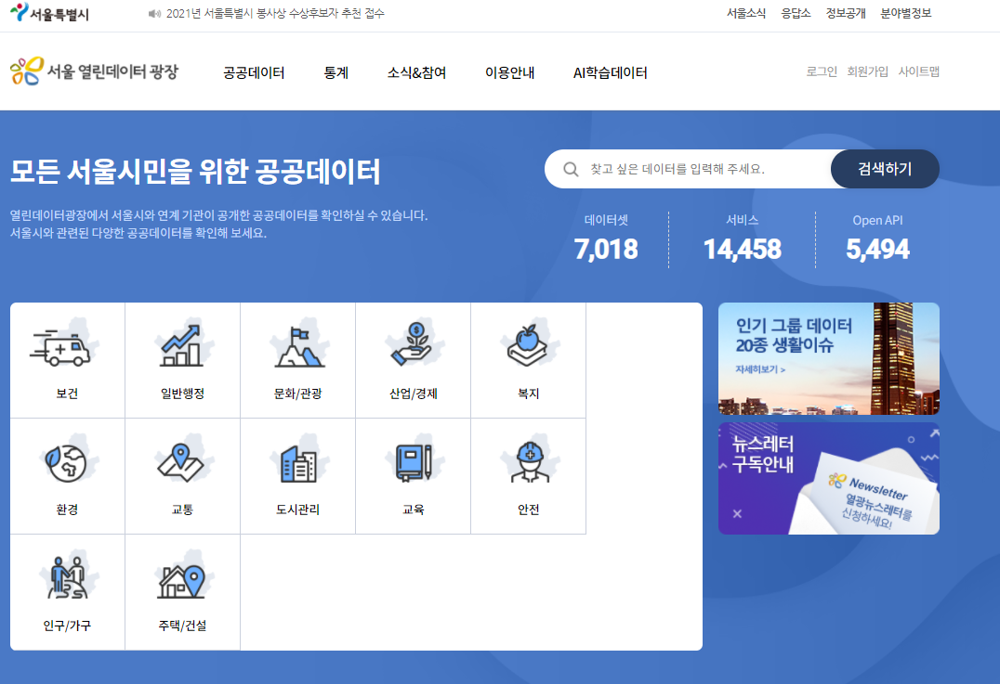 서울특별시
2021년 서울특별시 봉사상 수상후보자 추천 접수
서울소식 응답소 정보공개 분야별정보
서울 열린데이터 광장
공공데이터 통계 소식&참여 이용안내 AI학습데이터
로그인 회원가입 사이트맵
모든 서울시민을 위한 공공데이터
열린데이터광장에서 서울시와 연계 기관이 공개한 공공데이터를 확인하실 수 있습니다.
서울시와 관련된 다양한 공공데이터를 확인해 보세요.
찾고 싶은 데이터를 입력해 주세요.
검색하기
데이터셋 서비스 Open API
7,018 14,458 5,494
보건 일반행정 문화/관광 산업/경제 복지
환경 교통 도시관리 교육 안전
인구/가구 주택/건설
인기 그룹 데이터
20종 생활이슈
자세히보기 >
뉴스레터
구독안내
Newsletter
열광뉴스레터를
신청하세요!